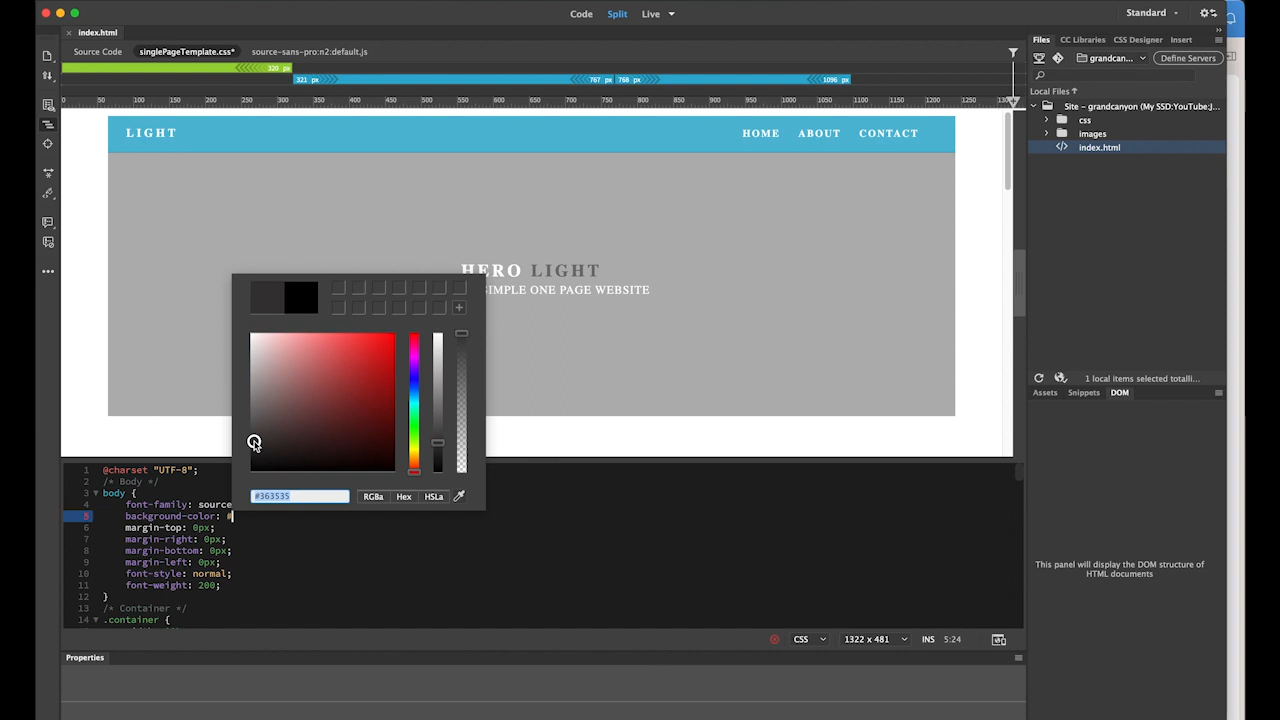 Code Split Live
Standard
index.html
Source Code singlePageTemplate.css* source-sans-pro:n2:default.js
320 px
321 px 767 px 768 px 1096 px
0 50 100 150 200 250 300 350 400 450 500 550 600 650 700 750 800 850 900 950 1000 1050 1100 1150 1200 1250
LIGHT
HOME ABOUT CONTACT
HERO LIGHT
SIMPLE ONE PAGE WEBSITE
#363535 RGBa Hex HSLa
1 @charset "UTF-8";
2 /* Body */
3 body {
4 font-family: source
5 background-color: #
6 margin-top: 0px;
7 margin-right: 0px;
8 margin-bottom: 0px;
9 margin-left: 0px;
10 font-style: normal;
11 font-weight: 200;
12 }
13 /* Container */
14 .container {
CSS 1322 x 481 INS 5:24
Properties
Files CC Libraries CSS Designer Insert
grandcan... Define Servers
Local Files
Site - grandcanyon (My SSD:YouTube:J...
css
images
index.html
1 local items selected totalli...
Assets Snippets DOM
This panel will display the DOM structure of
HTML documents